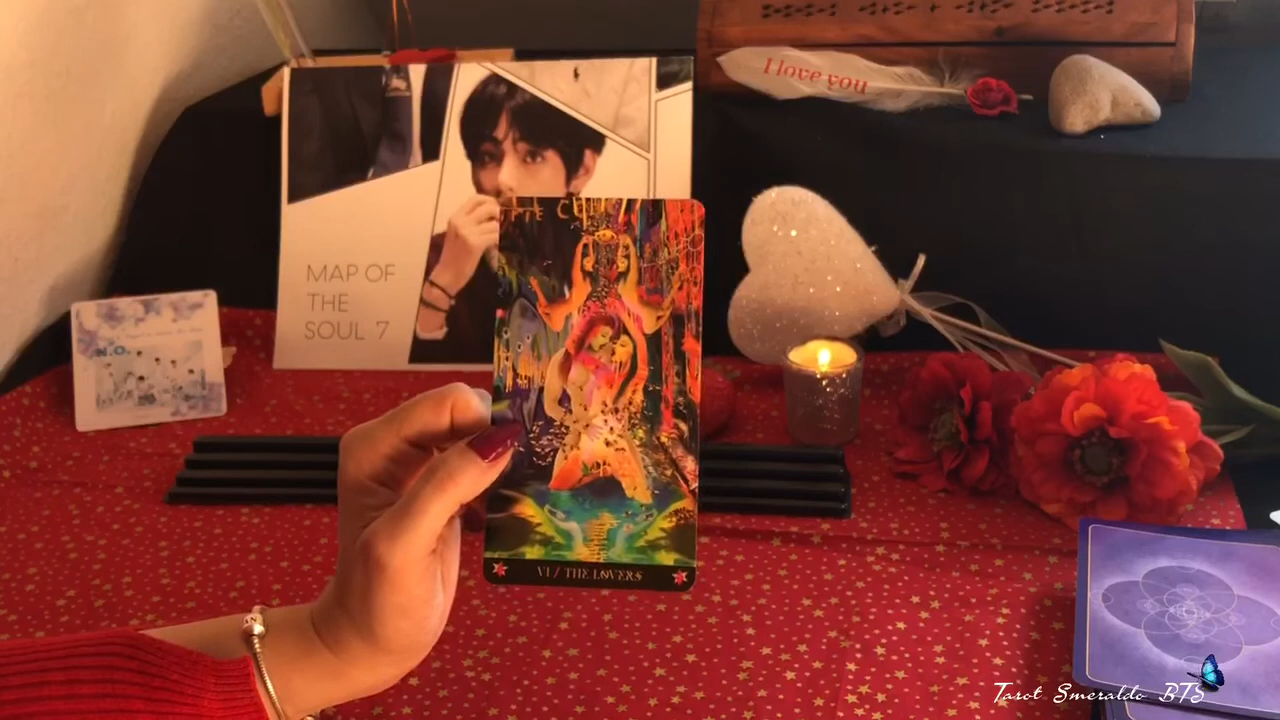 I love you
MAP OF
THE
SOUL 7
N.O.
VI / THE LOVERS
Tarot Smeraldo BTS